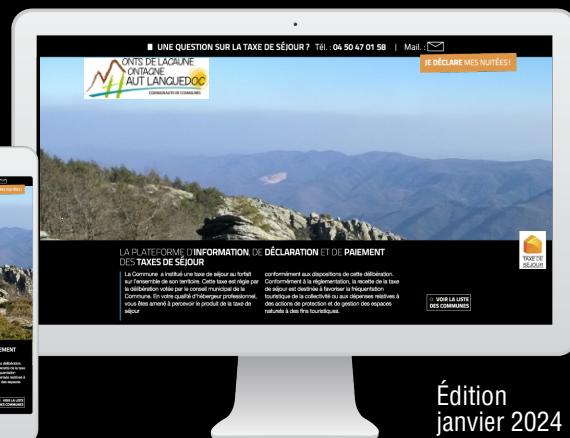 UNE QUESTION SUR LA TAXE DE SÉJOUR ? Tél. : 04 50 47 01 58 | Mail. :
JE DÉCLARE MES NUITÉES !
ONTS DE LACAUNE
ONTAGNE
HAUT LANGUEDOC
COMMUNAUTÉ DE COMMUNES
LA PLATEFORME D'INFORMATION, DE DÉCLARATION ET DE PAIEMENT
DES TAXES DE SÉJOUR
La Commune a institué une taxe de séjour au forfait
sur l'ensemble de son territoire. Cette taxe est régie par
la délibération votée par le conseil municipal de la
Commune. En votre qualité d'hébergeur professionnel,
vous êtes amené à percevoir le produit de la taxe de
séjour
conformément aux dispositions de cette délibération.
Conformément à la réglementation, la recette de la taxe
de séjour est destinée à favoriser la fréquentation
touristique de la collectivité ou aux dépenses relatives à
des actions de protection et de gestion des espaces
naturels à des fins touristiques.
TAXE DE
SÉJOUR
VOIR LA LISTE
DES COMMUNES
EMENT
VOIR LA LISTE
DES COMMUNES
Édition
janvier 2024